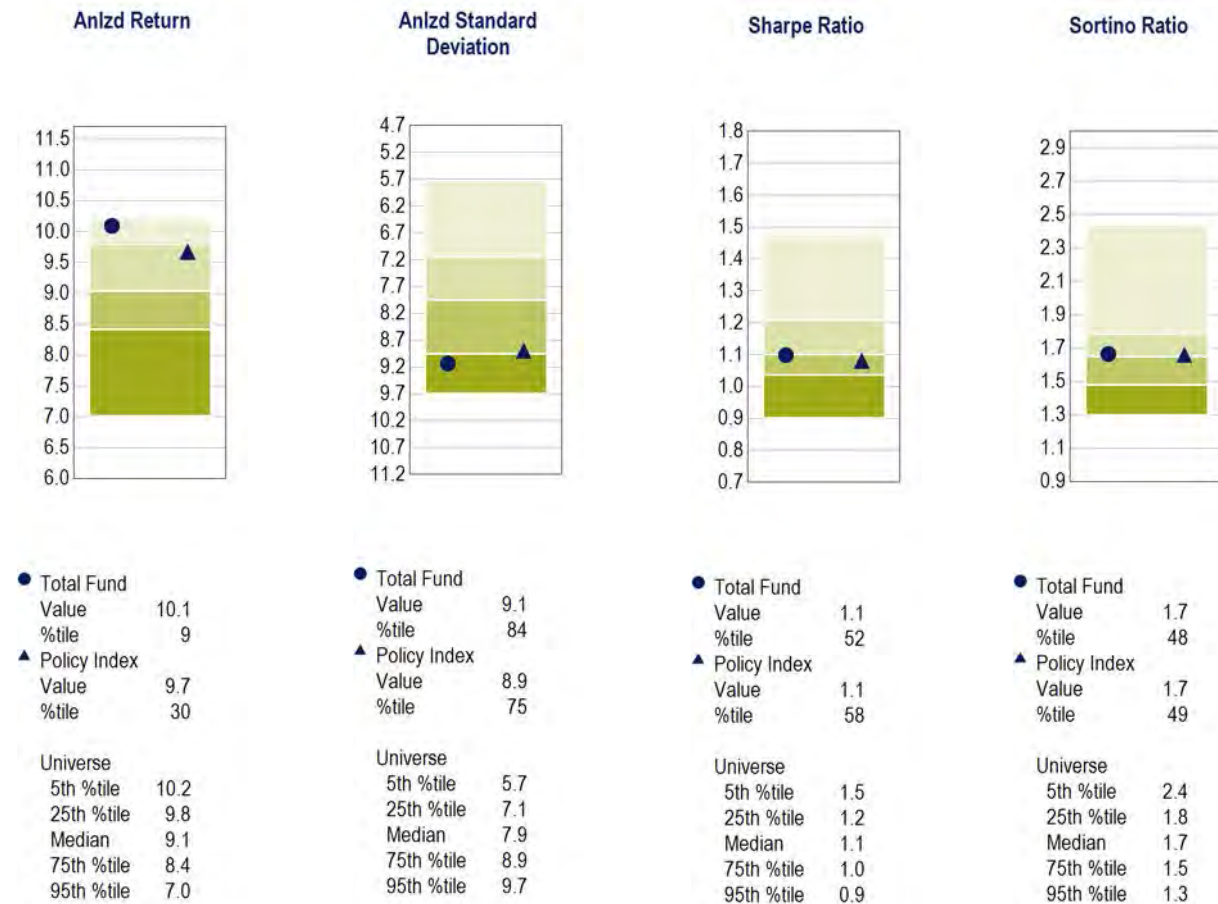 Anlzd Return
11.5
11.0
10.5
10.0
9.5
9.0
8.5
8.0
7.5
7.0
6.5
6.0
Total Fund
Value 10.1
%tile 9
Policy Index
Value 9.7
%tile 30
Universe
5th %tile 10.2
25th %tile 9.8
Median 9.1
75th %tile 8.4
95th %tile 7.0
Anlzd Standard
Deviation
4.7
5.2
5.7
6.2
6.7
7.2
7.7
8.2
8.7
9.2
9.7
10.2
10.7
11.2
Total Fund
Value 9.1
%tile 84
Policy Index
Value 8.9
%tile 75
Universe
5th %tile 5.7
25th %tile 7.1
Median 7.9
75th %tile 8.9
95th %tile 9.7
Sharpe Ratio
1.8
1.7
1.6
1.5
1.4
1.3
1.2
1.1
1.0
0.9
0.8
0.7
Total Fund
Value 1.1
%tile 52
Policy Index
Value 1.1
%tile 58
Universe
5th %tile 1.5
25th %tile 1.2
Median 1.1
75th %tile 1.0
95th %tile 0.9
Sortino Ratio
2.9
2.7
2.5
2.3
2.1
1.9
1.7
1.5
1.3
1.1
0.9
Total Fund
Value 1.7
%tile 48
Policy Index
Value 1.7
%tile 49
Universe
5th %tile 2.4
25th %tile 1.8
Median 1.7
75th %tile 1.5
95th %tile 1.3